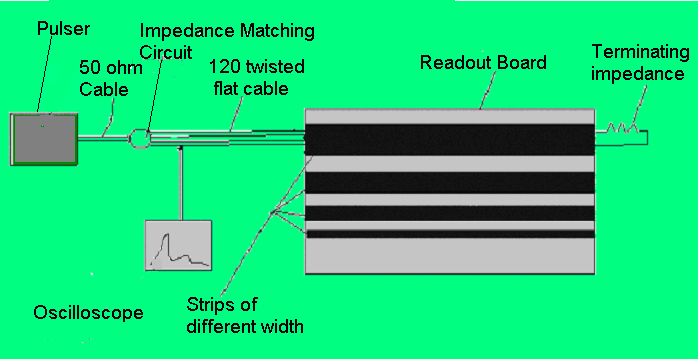 Pulser
Impedance Matching
Circuit
50 ohm
Cable
120 twisted
flat cable
Readout Board
Terminating
impedance
Oscilloscope
Strips of
different width